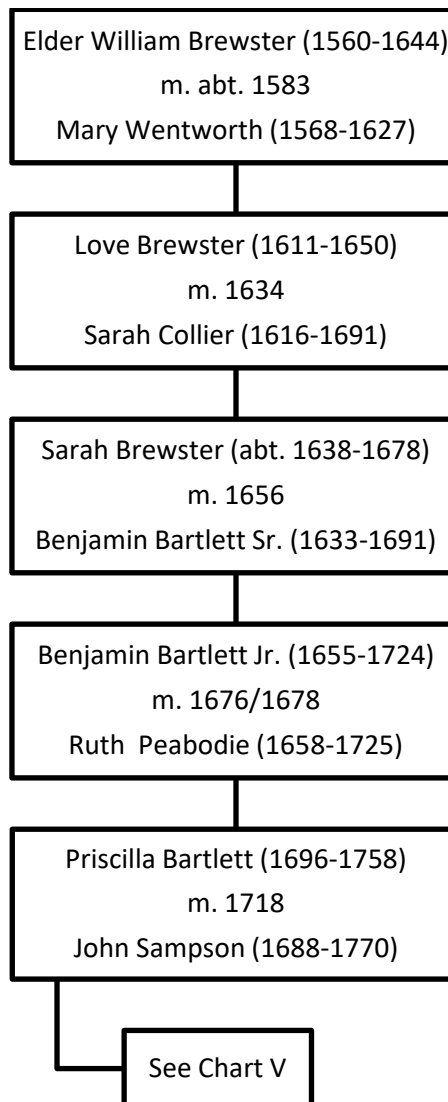 Elder William Brewster (1560-1644)
m. abt. 1583
Mary Wentworth (1568-1627)
Love Brewster (1611-1650)
m. 1634
Sarah Collier (1616-1691)
Sarah Brewster (abt. 1638-1678)
m. 1656
Benjamin Bartlett Sr. (1633-1691)
Benjamin Bartlett Jr. (1655-1724)
m. 1676/1678
Ruth  Peabodie (1658-1725)
Priscilla Bartlett (1696-1758)
m. 1718
John Sampson (1688-1770)
See Chart V